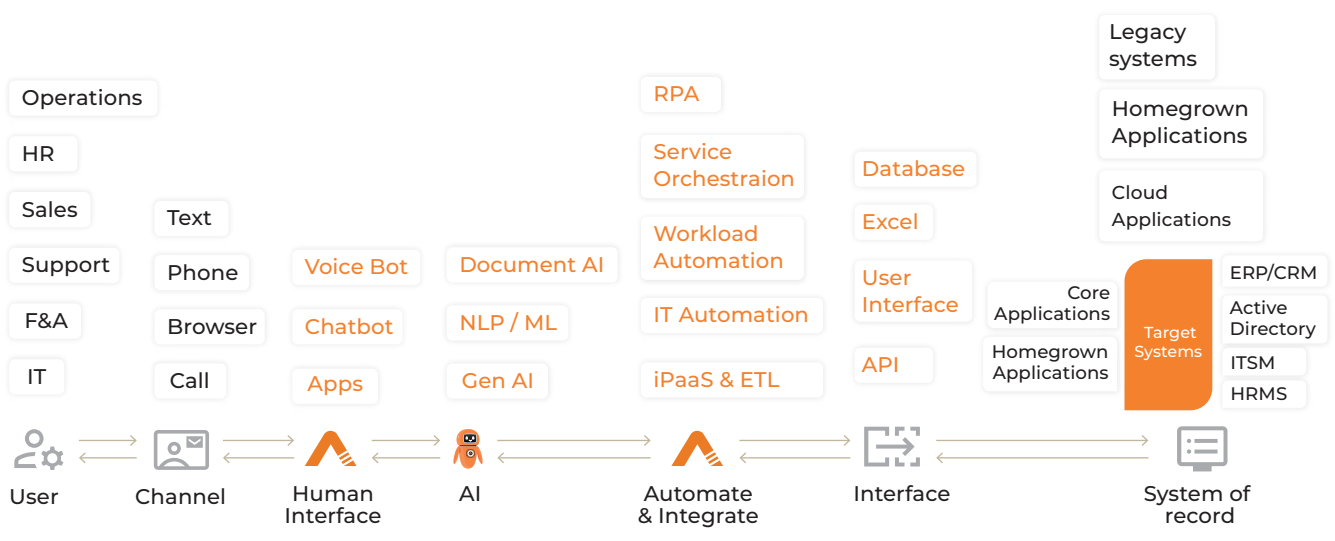 Operations
HR
Sales
Support
F&A
IT
User
Text
Phone
Browser
Call
Channel
Voice Bot
Chatbot
Apps
Human
Interface
Document AI
NLP / ML
Gen AI
AI
RPA
Service
Orchestraion
Workload
Automation
IT Automation
iPaaS & ETL
Automate
& Integrate
Database
Excel
User
Interface
API
Interface
Legacy
systems
Homegrown
Applications
Cloud
Applications
Core
Applications
Homegrown
Applications
Target
Systems
ERP/CRM
Active
Directory
ITSM
HRMS
System of
record